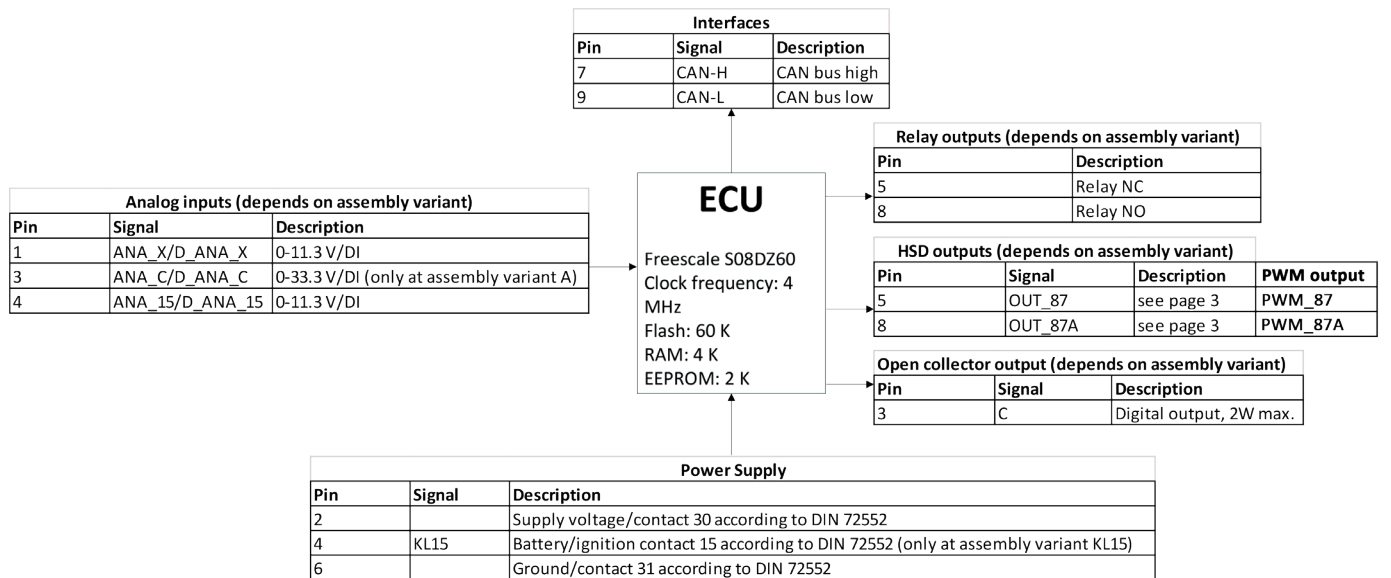 Interfaces
Pin Signal Description
7 CAN-H CAN bus high
9 CAN-L CAN bus low
Relay outputs (depends on assembly variant)
Pin Description
5 Relay NC
8 Relay NO
Analog inputs (depends on assembly variant)
Pin Signal Description
1 ANA_X/D_ANA_X 0-11.3 V/DI
3 ANA_C/D_ANA_C 0-33.3 V/DI (only at assembly variant A)
4 ANA_15/D_ANA_15 0-11.3 V/DI
ECU
Freescale S08DZ60
Clock frequency: 4
MHz
Flash: 60 K
RAM: 4 K
EEPROM: 2 K
HSD outputs (depends on assembly variant)
Pin Signal Description PWM output
5 OUT_87 see page 3 PWM_87
8 OUT_87A see page 3 PWM_87A
Open collector output (depends on assembly variant)
Pin Signal Description
3 C Digital output, 2W max.
Power Supply
Pin Signal Description
2 Supply voltage/contact 30 according to DIN 72552
4 KL15 Battery/ignition contact 15 according to DIN 72552 (only at assembly variant KL15)
6 Ground/contact 31 according to DIN 72552